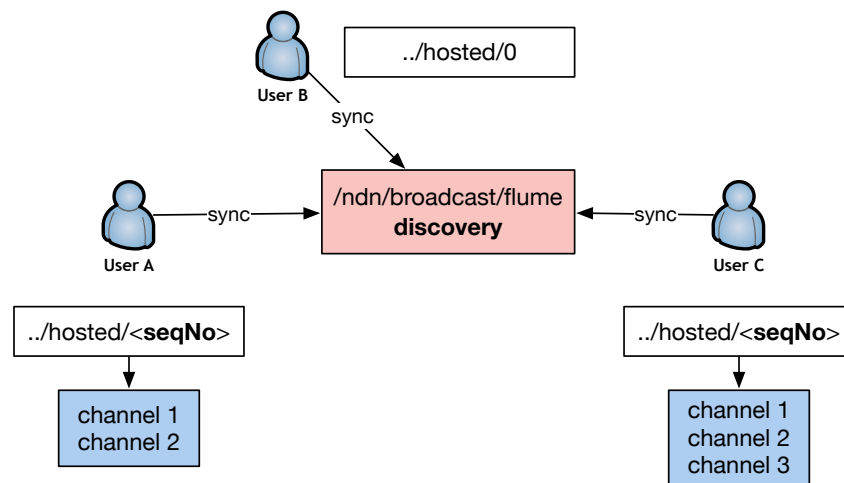 ../hosted/0
User B
sync
/ndn/broadcast/flume
discovery
sync
sync
User A
User C
../hosted/<seqNo>
../hosted/<seqNo>
channel 1
channel 2
channel 1
channel 2
channel 3